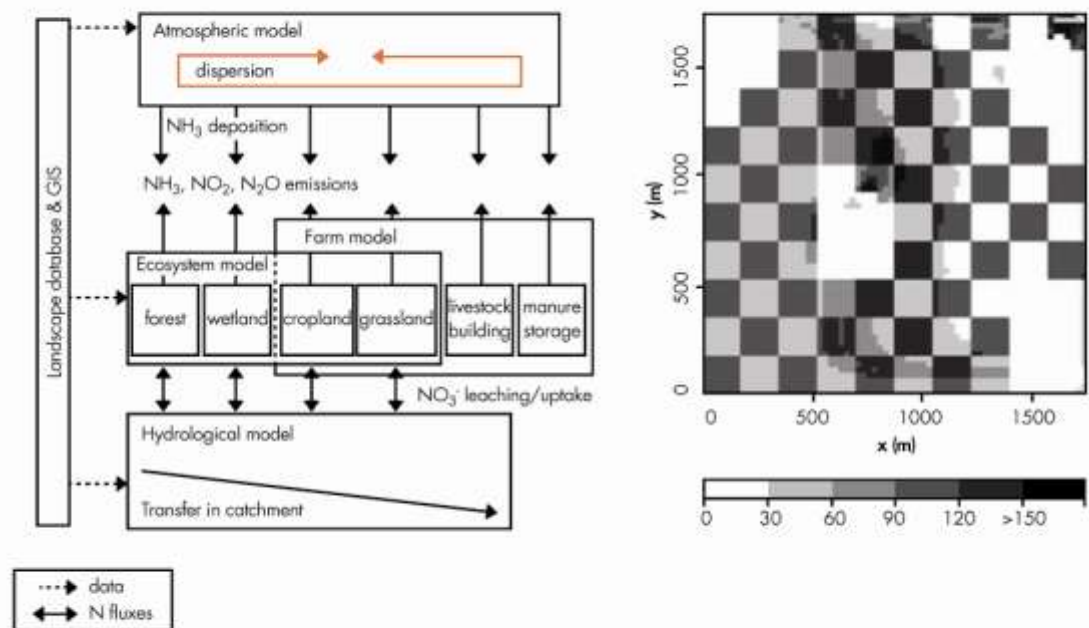 Atmospheric model
dispersion
NH₃ deposition
NH₃, NO₂, N₂O emissions
Landscape database & GIS
Farm model
Ecosystem model
forest
wetland
cropland
grassland
livestock
building
manure
storage
NO₃⁻ leaching/uptake
Hydrological model
Transfer in catchment
data
N fluxes
y (m)
1500
1000
500
0
0 500 1000 1500
x (m)
0 30 60 90 120 >150